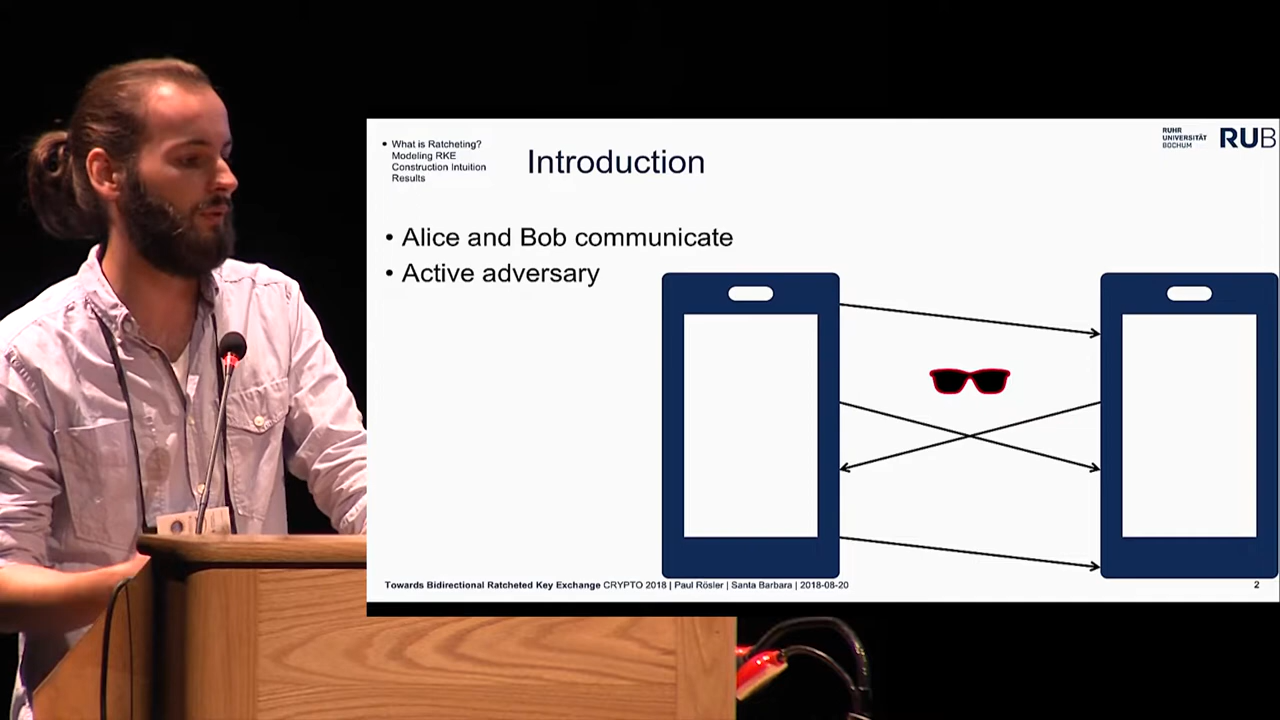 • What is Ratcheting?
Modeling RKE
Construction Intuition
Results
Introduction
RUHR
UNIVERSITÄT
BOCHUM
RUB
• Alice and Bob communicate
• Active adversary
Towards Bidirectional Ratcheted Key Exchange CRYPTO 2018 | Paul Rösler | Santa Barbara | 2018-08-20
2